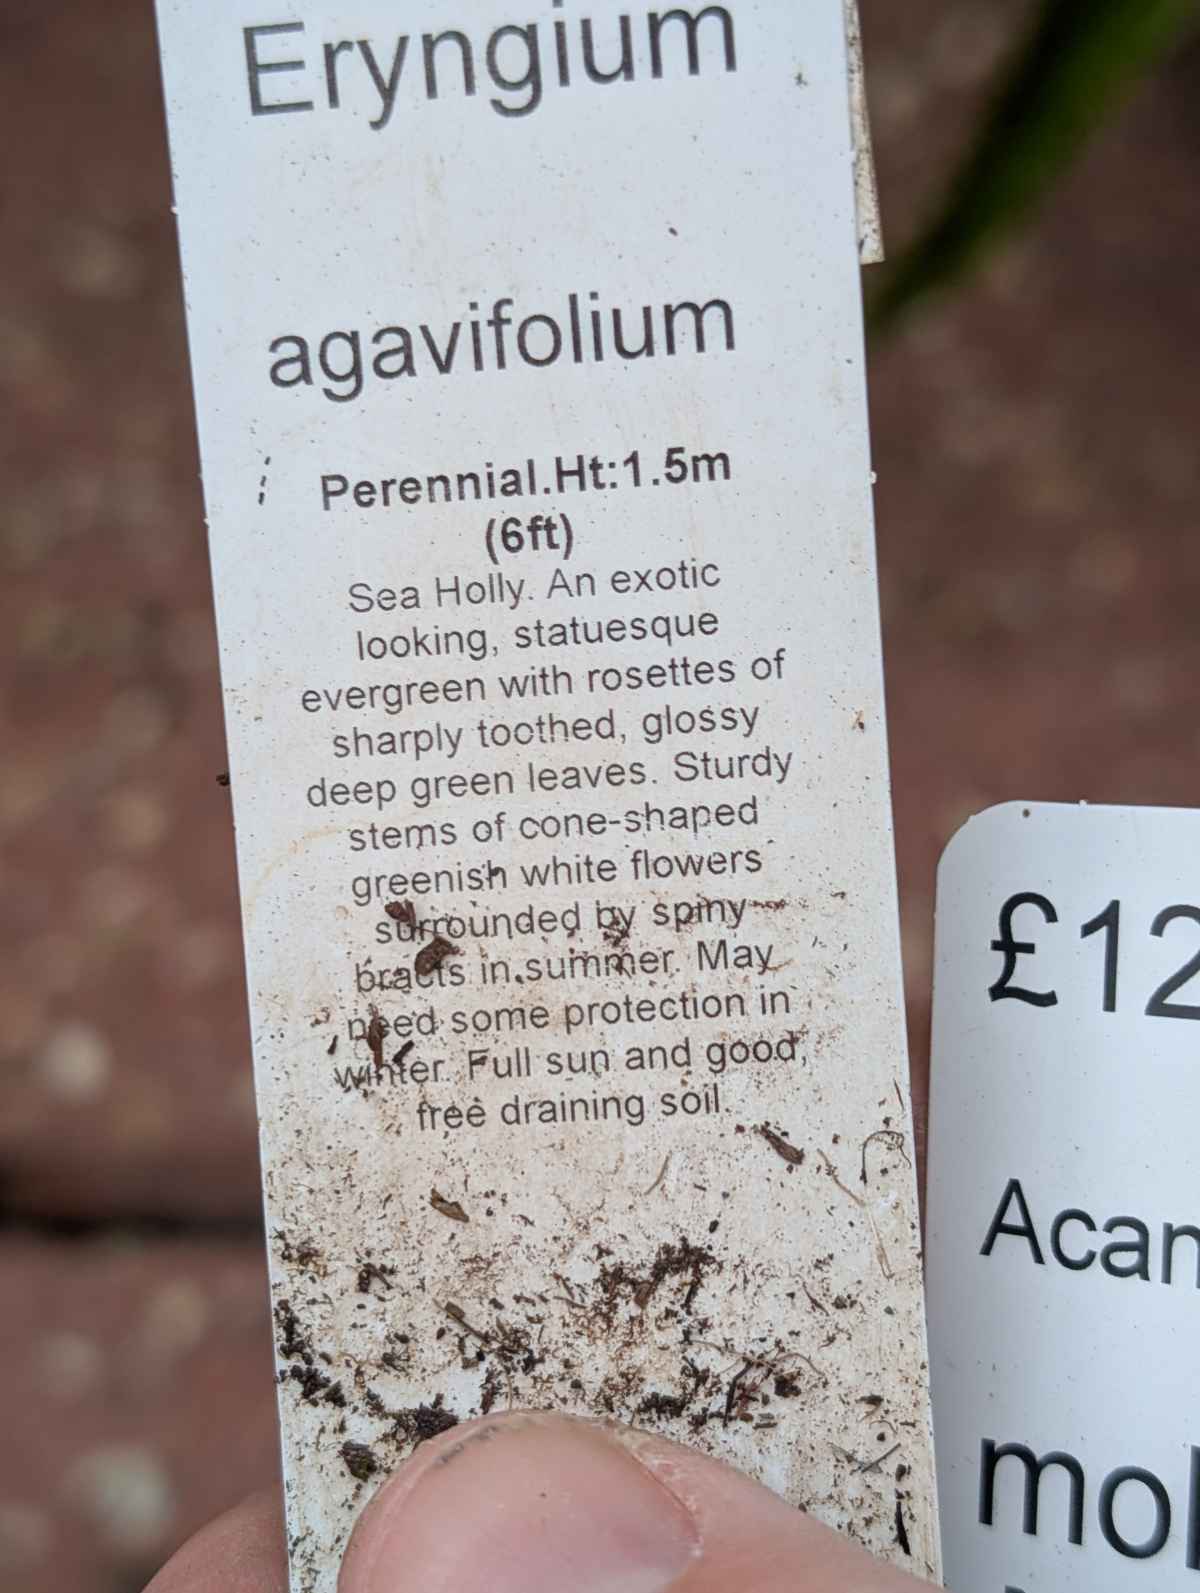 Eryngium
agavifolium
Perennial.Ht:1.5m
(6ft)
Sea Holly. An exotic
looking, statuesque
evergreen with rosettes of
sharply toothed, glossy
deep green leaves. Sturdy
stems of cone-shaped
greenish white flowers
surrounded by spiny
bracts in summer. May
need some protection in
winter. Full sun and good,
free draining soil.
£12
Acan
mol